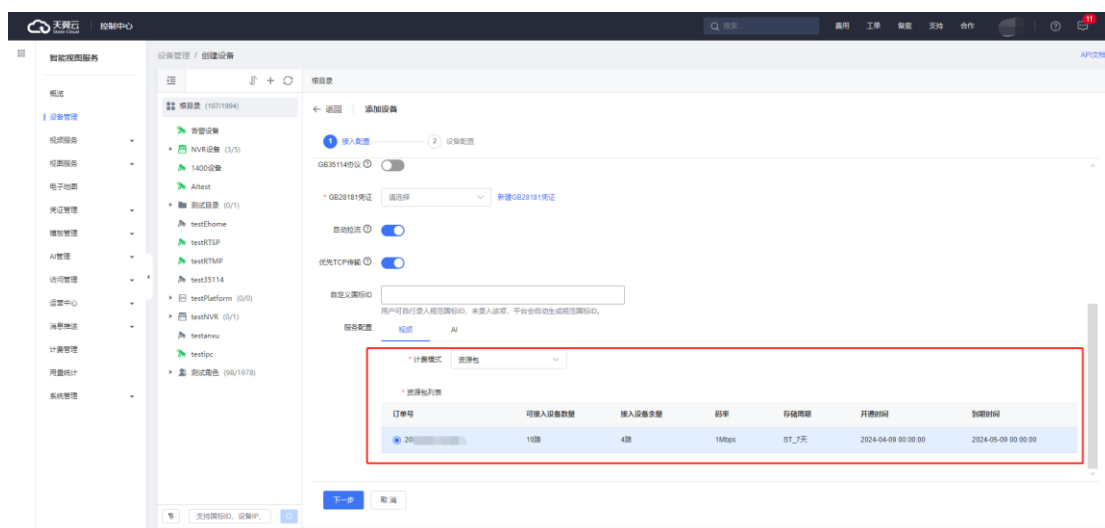 天翼云 State Cloud 控制中心 搜索... 费用 工单 备案 支持 合作 11
智能视图服务 设备管理 / 创建设备 API文档
根目录
概览
设备管理
视频服务
视图服务
电子地图
凭证管理
模板管理
AI管理
访问管理
运营中心
消息推送
计费管理
用量统计
系统管理
根目录 (107/1994)
告警设备
NVR设备 (3/5)
1400设备
AItest
测试目录 (0/1)
testEhome
testRTSP
testRTMP
test35114
testPlatform (0/0)
testNVR (0/1)
testanxu
testipc
测试角色 (98/1978)
支持国标ID、设备IP、
← 返回 添加设备
1 接入配置 2 设备配置
GB35114协议
* GB28181凭证 请选择 新建GB28181凭证
自动拉流
优先TCP传输
自定义国标ID
用户可自行录入规范国标ID，未录入该项，平台会自动生成规范国标ID。
服务配置 视频 AI
* 计费模式 资源包
* 资源包列表
订单号 可接入设备数量 接入设备余量 码率 存储周期 开通时间 到期时间
20 10路 4路 1Mbps ST_7天 2024-04-09 00:00:00 2024-05-09 00:00:00
下一步 取消